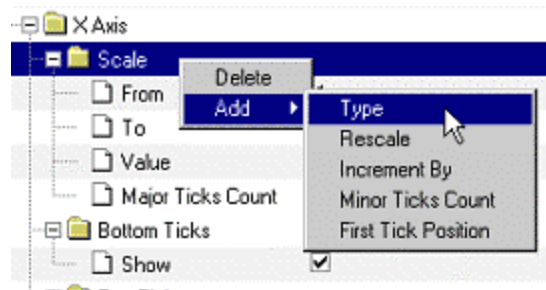 X Axis
Scale
Delete
From
Add
Type
To
Rescale
Value
Increment By
Major Ticks Count
Minor Ticks Count
Bottom Ticks
First Tick Position
Show